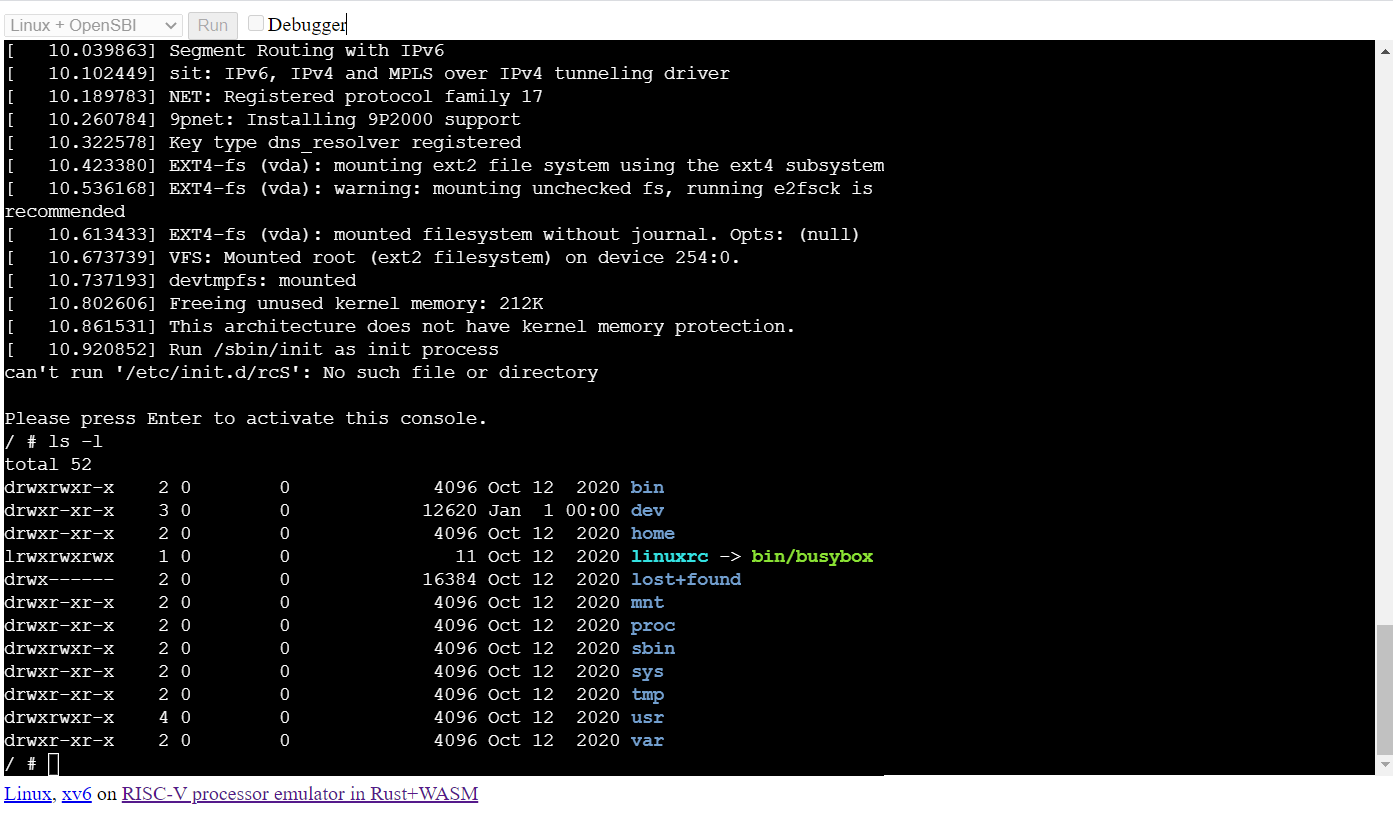 Linux + OpenSBI Run Debugger
[   10.039863] Segment Routing with IPv6
[   10.102449] sit: IPv6, IPv4 and MPLS over IPv4 tunneling driver
[   10.189783] NET: Registered protocol family 17
[   10.260784] 9pnet: Installing 9P2000 support
[   10.322578] Key type dns_resolver registered
[   10.423380] EXT4-fs (vda): mounting ext2 file system using the ext4 subsystem
[   10.536168] EXT4-fs (vda): warning: mounting unchecked fs, running e2fsck is
recommended
[   10.613433] EXT4-fs (vda): mounted filesystem without journal. Opts: (null)
[   10.673739] VFS: Mounted root (ext2 filesystem) on device 254:0.
[   10.737193] devtmpfs: mounted
[   10.802606] Freeing unused kernel memory: 212K
[   10.861531] This architecture does not have kernel memory protection.
[   10.920852] Run /sbin/init as init process
can't run '/etc/init.d/rcS': No such file or directory
Please press Enter to activate this console.
/ # ls -l
total 52
drwxrwxr-x    2 0        0             4096 Oct 12  2020 bin
drwxr-xr-x    3 0        0            12620 Jan  1 00:00 dev
drwxr-xr-x    2 0        0             4096 Oct 12  2020 home
lrwxrwxrwx    1 0        0               11 Oct 12  2020 linuxrc -> bin/busybox
drwx------    2 0        0            16384 Oct 12  2020 lost+found
drwxr-xr-x    2 0        0             4096 Oct 12  2020 mnt
drwxr-xr-x    2 0        0             4096 Oct 12  2020 proc
drwxrwxr-x    2 0        0             4096 Oct 12  2020 sbin
drwxr-xr-x    2 0        0             4096 Oct 12  2020 sys
drwxr-xr-x    2 0        0             4096 Oct 12  2020 tmp
drwxrwxr-x    4 0        0             4096 Oct 12  2020 usr
drwxr-xr-x    2 0        0             4096 Oct 12  2020 var
/ #
Linux, xv6 on RISC-V processor emulator in Rust+WASM